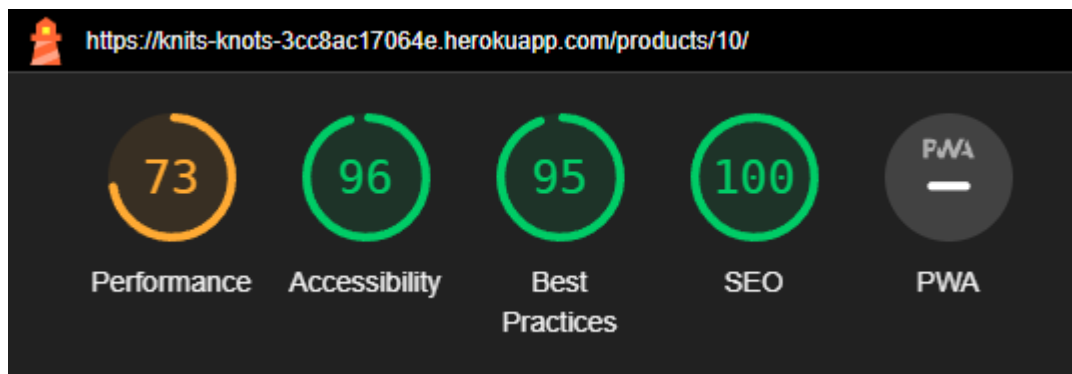 https://knits-knots-3cc8ac17064e.herokuapp.com/products/10/
73
96
95
100
PWA
Performance
Accessibility
Best
Practices
SEO
PWA